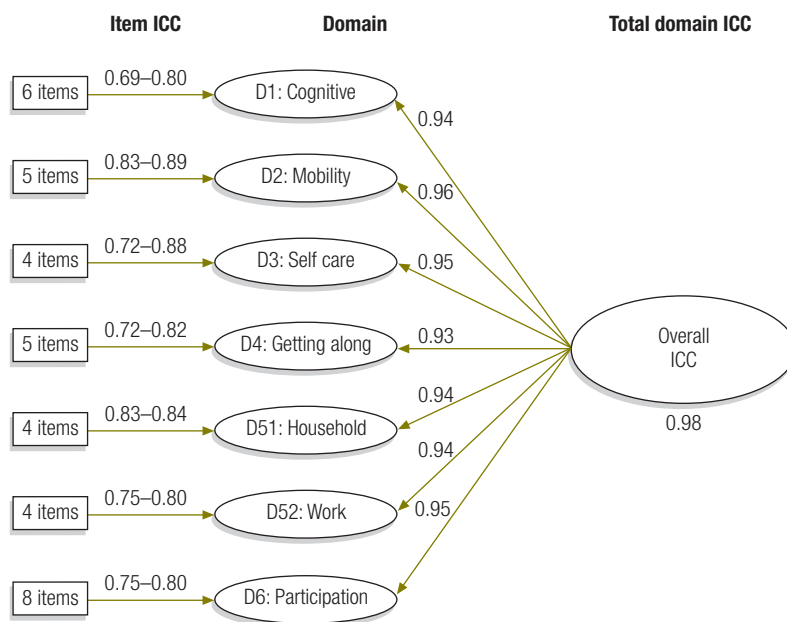 Item ICC Domain Total domain ICC
6 items 0.69–0.80 D1: Cognitive 0.94
5 items 0.83–0.89 D2: Mobility 0.96
4 items 0.72–0.88 D3: Self care 0.95
5 items 0.72–0.82 D4: Getting along 0.93
Overall
ICC
0.98
4 items 0.83–0.84 D51: Household 0.94
4 items 0.75–0.80 D52: Work 0.94
8 items 0.75–0.80 D6: Participation 0.95